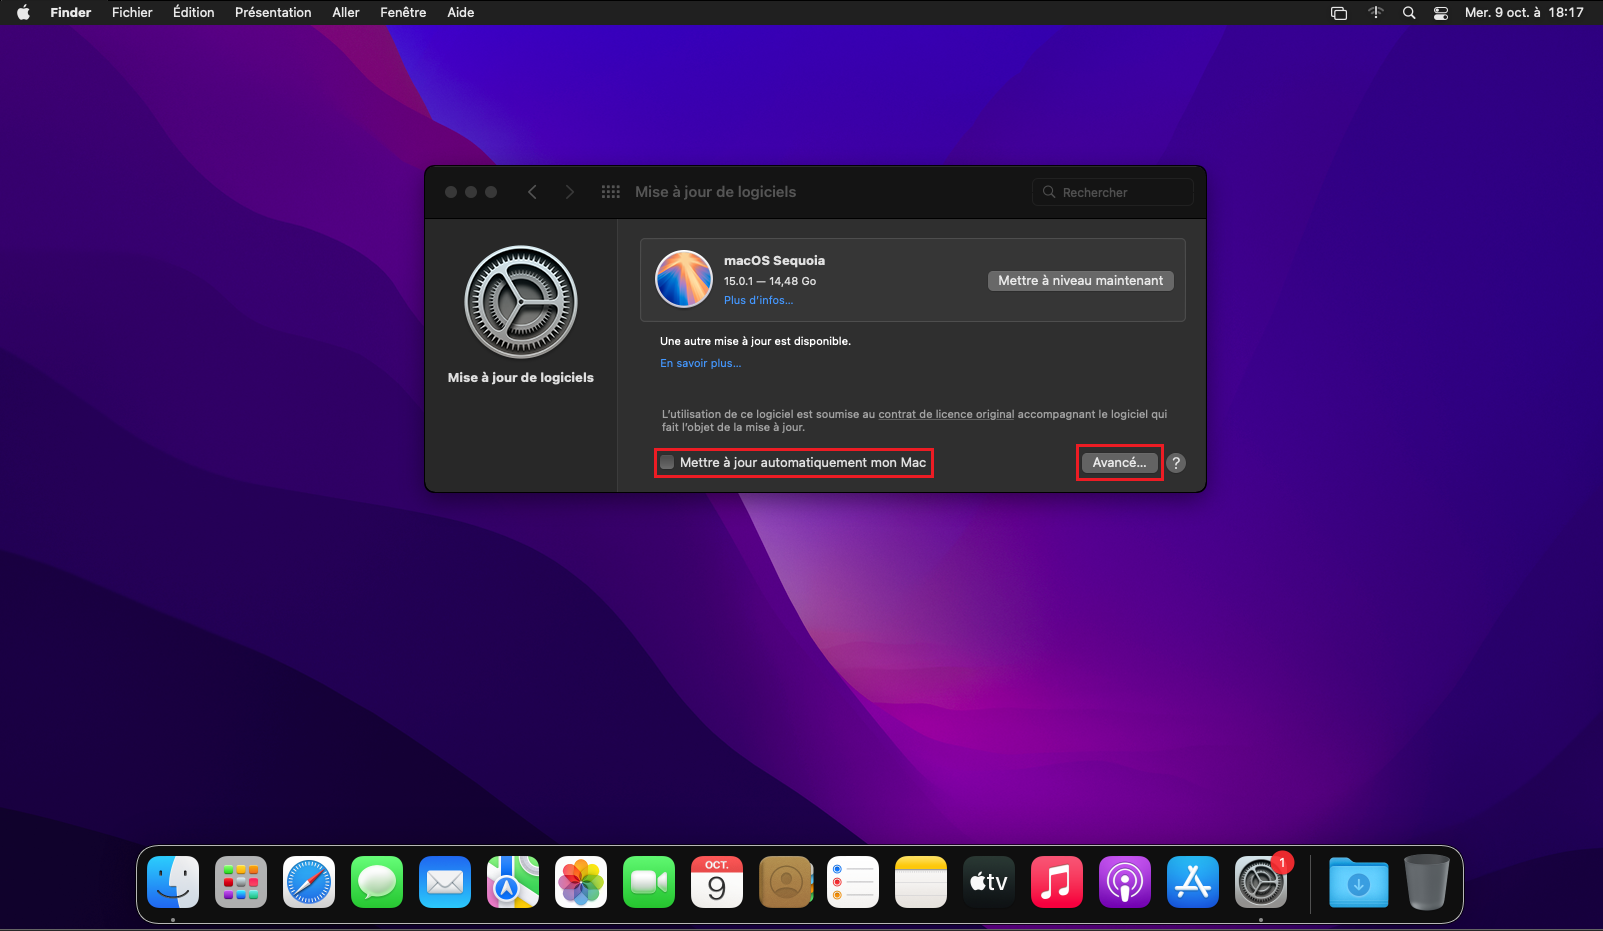 Finder Fichier Édition Présentation Aller Fenêtre Aide Mer. 9 oct. à 18:17
Mise à jour de logiciels Rechercher
macOS Sequoia
15.0.1 — 14,48 Go
Plus d'infos...
Mettre à niveau maintenant
Une autre mise à jour est disponible.
En savoir plus...
Mise à jour de logiciels
L'utilisation de ce logiciel est soumise au contrat de licence original accompagnant le logiciel qui
fait l'objet de la mise à jour.
Mettre à jour automatiquement mon Mac Avancé... ?
OCT.
9
tv
1